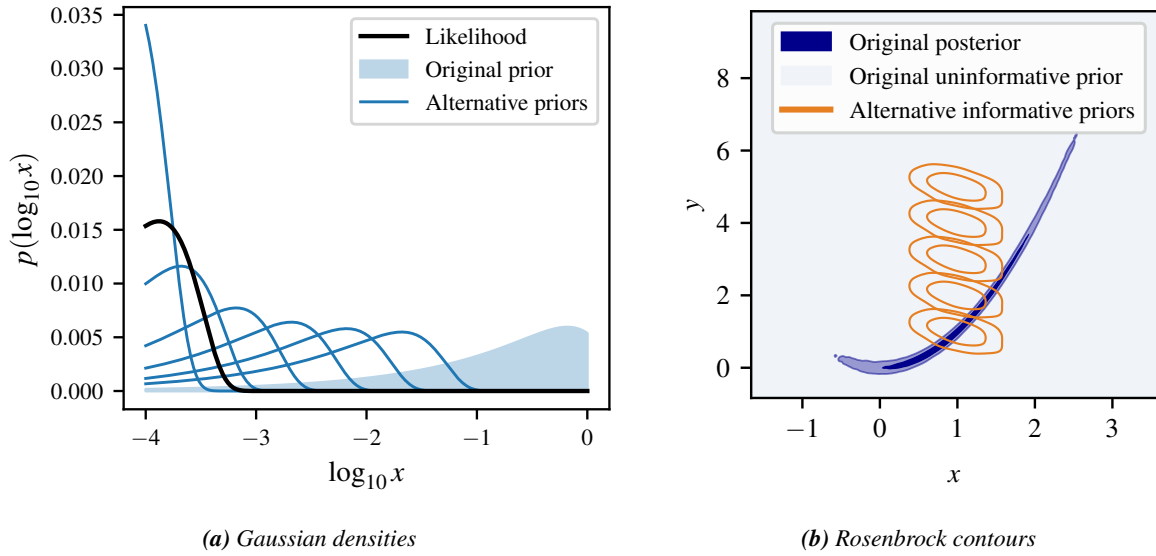 0.035
0.030
0.025
0.020
0.015
0.010
0.005
0.000
p(log₁₀ x)
−4
−3
−2
−1
0
log₁₀ x
Likelihood
Original prior
Alternative priors
(a) Gaussian densities
8
6
4
2
0
y
−1
0
1
2
3
x
Original posterior
Original uninformative prior
Alternative informative priors
(b) Rosenbrock contours